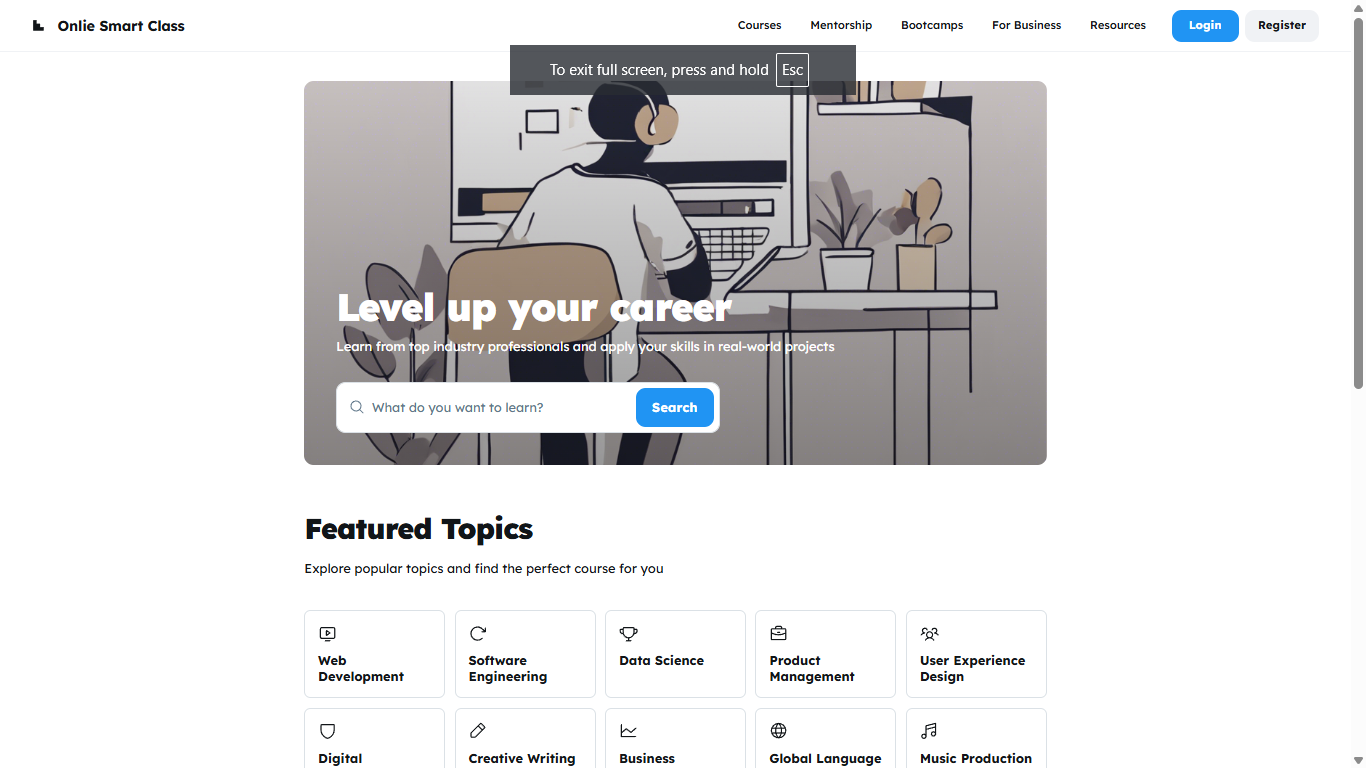 Onlie Smart Class
Courses
Mentorship
Bootcamps
For Business
Resources
Login
Register
To exit full screen, press and hold Esc
Level up your career
Learn from top industry professionals and apply your skills in real-world projects
What do you want to learn?
Search
Featured Topics
Explore popular topics and find the perfect course for you
Web
Development
Software
Engineering
Data Science
Product
Management
User Experience
Design
Digital
Creative Writing
Business
Global Language
Music Production